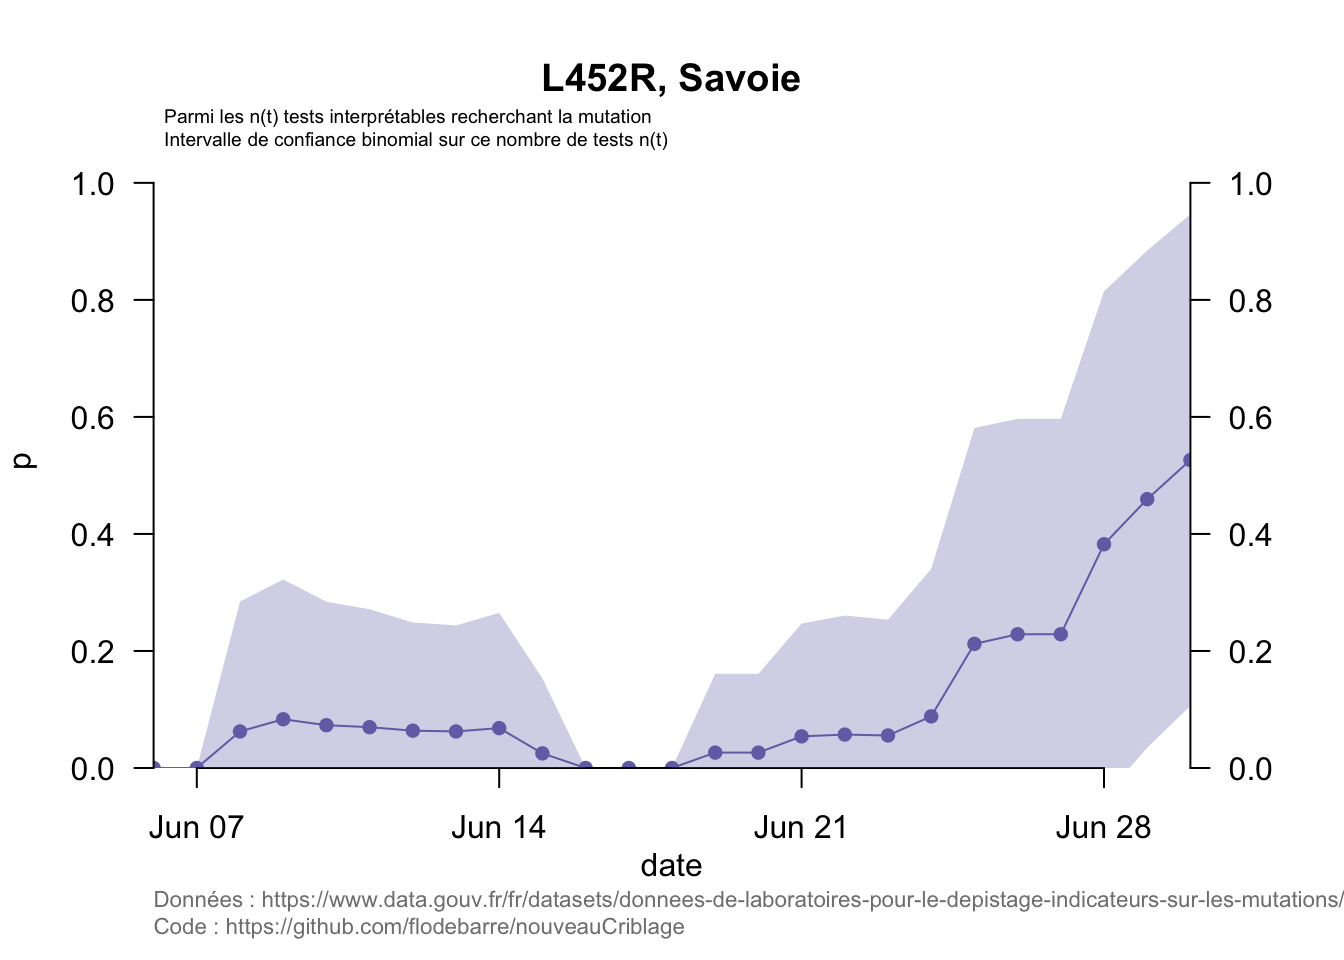 L452R, Savoie
Parmi les n(t) tests interprétables recherchant la mutation
Intervalle de confiance binomial sur ce nombre de tests n(t)
1.0 1.0
0.8 0.8
0.6 0.6
p
0.4 0.4
0.2 0.2
0.0 0.0
Jun 07 Jun 14 Jun 21 Jun 28
date
Données : https://www.data.gouv.fr/fr/datasets/donnees-de-laboratoires-pour-le-depistage-indicateurs-sur-les-mutations/
Code : https://github.com/flodebarre/nouveauCriblage